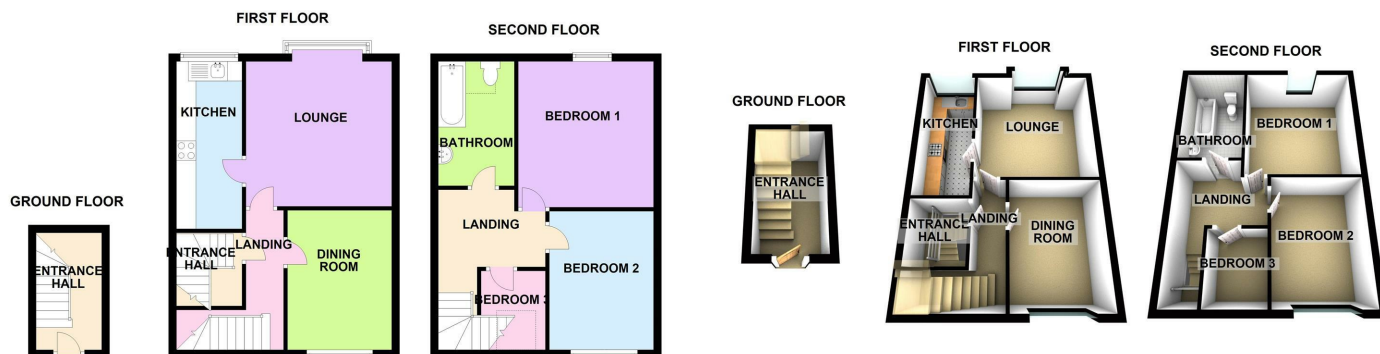 GROUND FLOOR
ENTRANCE
HALL
FIRST FLOOR
KITCHEN
LOUNGE
ENTRANCE
HALL
LANDING
DINING
ROOM
SECOND FLOOR
BATHROOM
BEDROOM 1
LANDING
BEDROOM 2
BEDROOM 3
GROUND FLOOR
ENTRANCE
HALL
FIRST FLOOR
KITCHEN
LOUNGE
ENTRANCE
HALL
LANDING
DINING
ROOM
SECOND FLOOR
BATHROOM
BEDROOM 1
LANDING
BEDROOM 2
BEDROOM 3